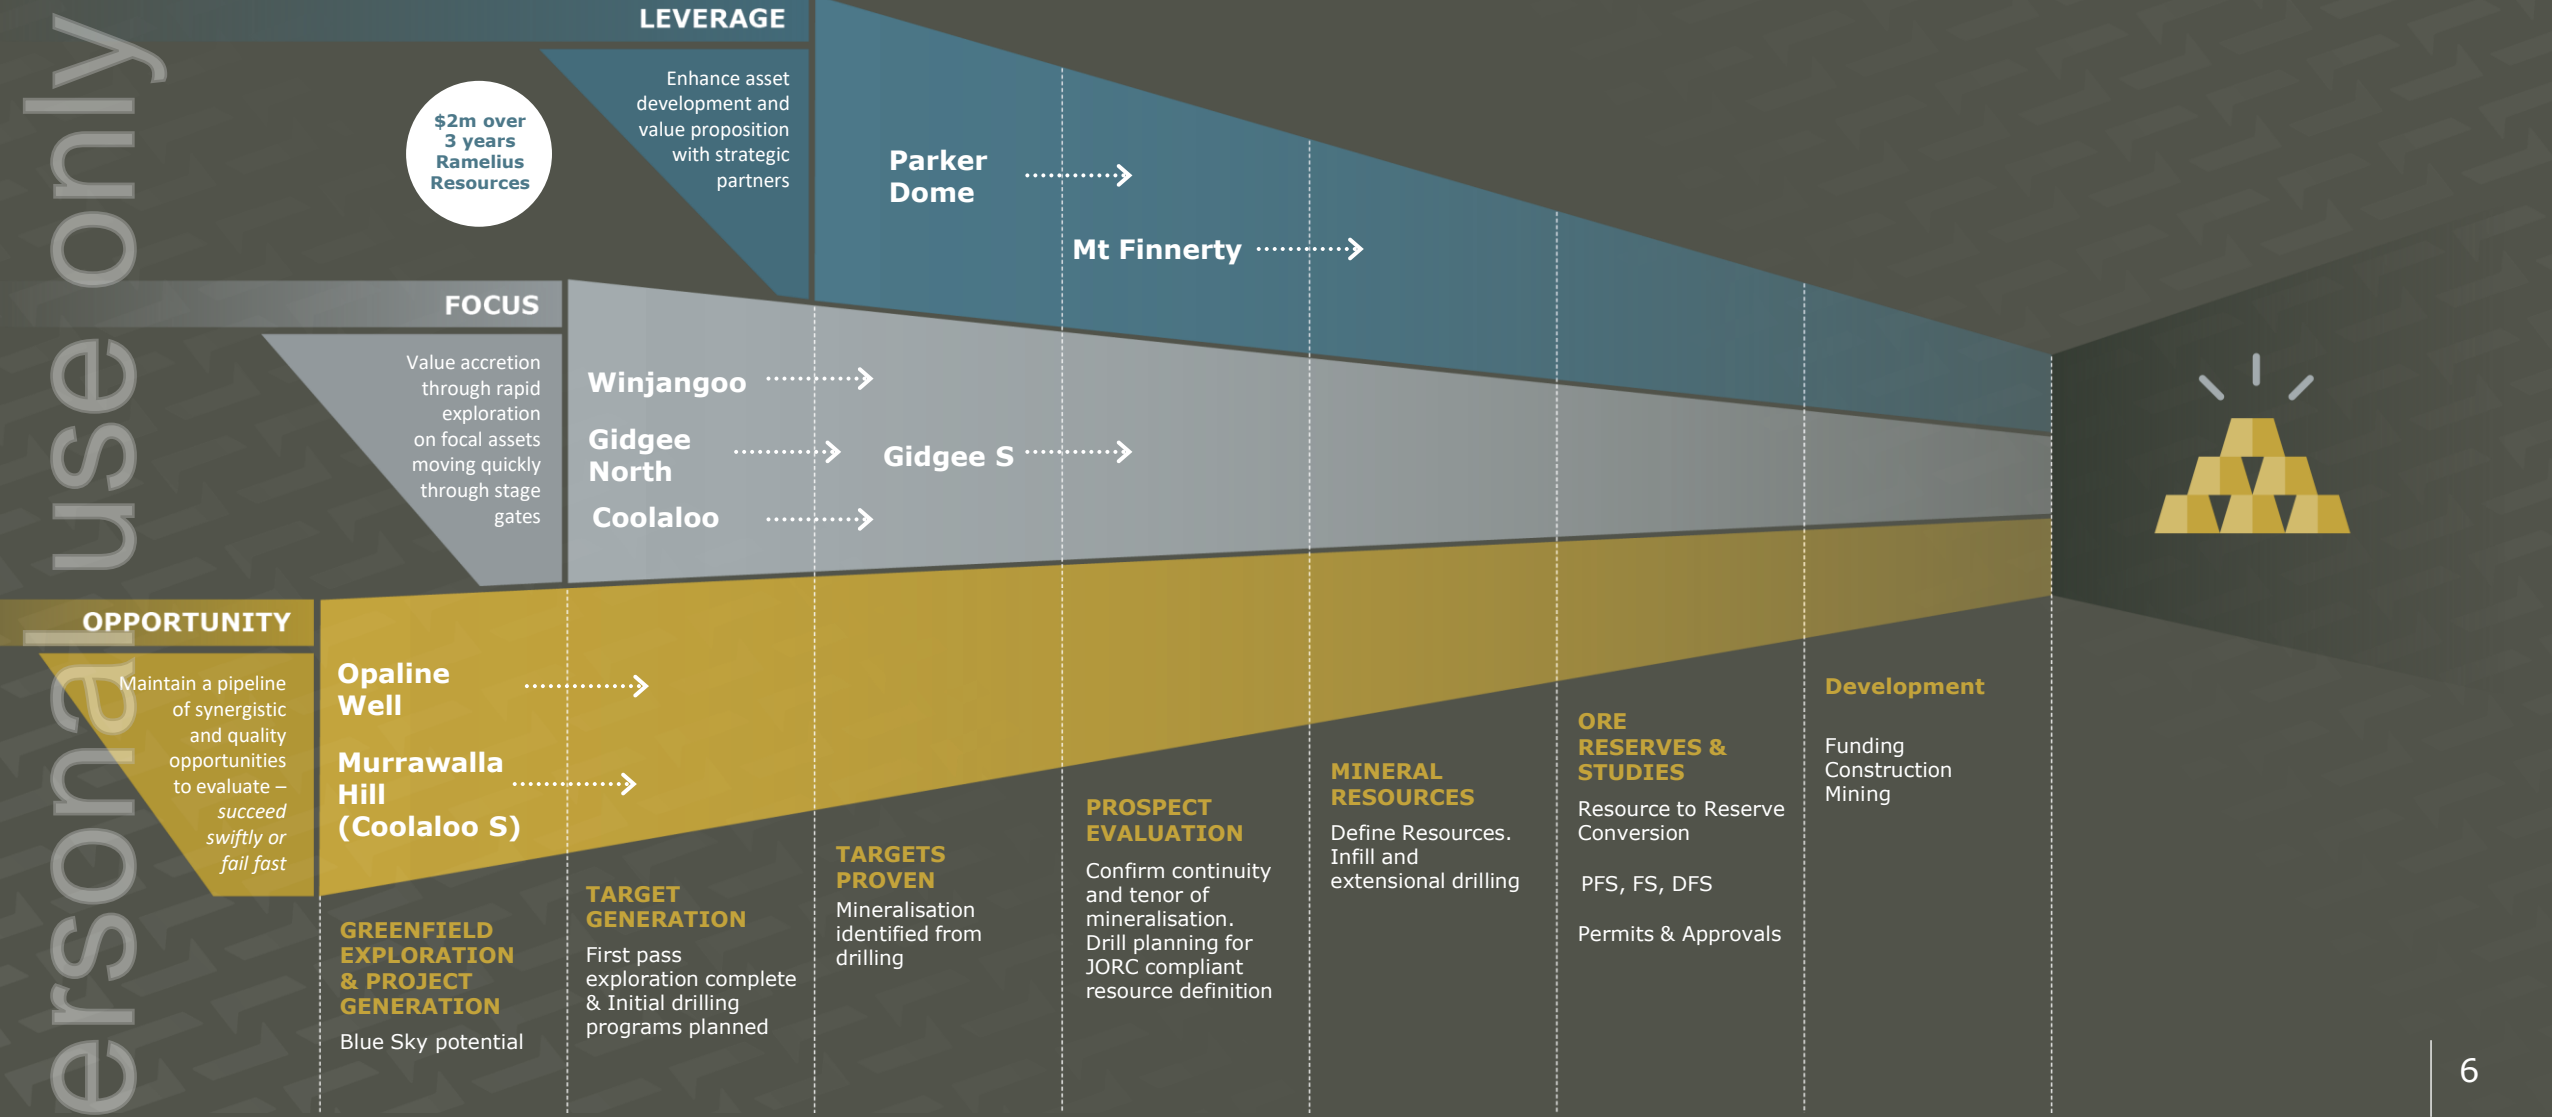 LEVERAGE
Enhance asset
development and
value proposition
with strategic
partners
$2m over
3 years
Ramelius
Resources
Parker
Dome
Mt Finnerty
FOCUS
Value accretion
through rapid
exploration
on focal assets
moving quickly
through stage
gates
Winjangoo
Gidgee
North
Gidgee S
Coolaloo
OPPORTUNITY
Maintain a pipeline
of synergistic
and quality
opportunities
to evaluate –
succeed
swiftly or
fail fast
Opaline
Well
Murrawalla
Hill
(Coolaloo S)
GREENFIELD
EXPLORATION
& PROJECT
GENERATION
Blue Sky potential
TARGET
GENERATION
First pass
exploration complete
& Initial drilling
programs planned
TARGETS
PROVEN
Mineralisation
identified from
drilling
PROSPECT
EVALUATION
Confirm continuity
and tenor of
mineralisation.
Drill planning for
JORC compliant
resource definition
MINERAL
RESOURCES
Define Resources.
Infill and
extensional drilling
ORE
RESERVES &
STUDIES
Resource to Reserve
Conversion
PFS, FS, DFS
Permits & Approvals
Development
Funding
Construction
Mining
ersonal use only
6